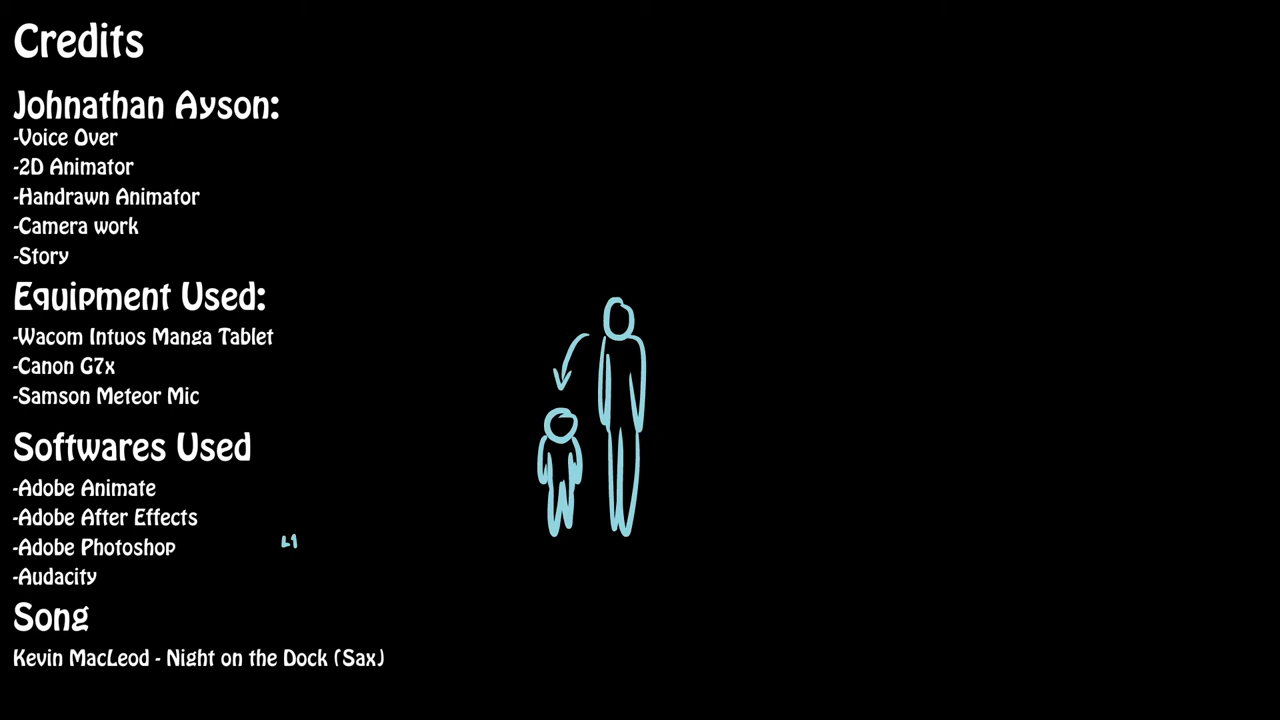 Credits
Johnathan Ayson:
-Voice Over
-2D Animator
-Handrawn Animator
-Camera work
-Story
Equipment Used:
-Wacom Intuos Manga Tablet
-Canon G7x
-Samson Meteor Mic
Softwares Used
-Adobe Animate
-Adobe After Effects
-Adobe Photoshop
-Audacity
Song
Kevin MacLeod - Night on the Dock (Sax)